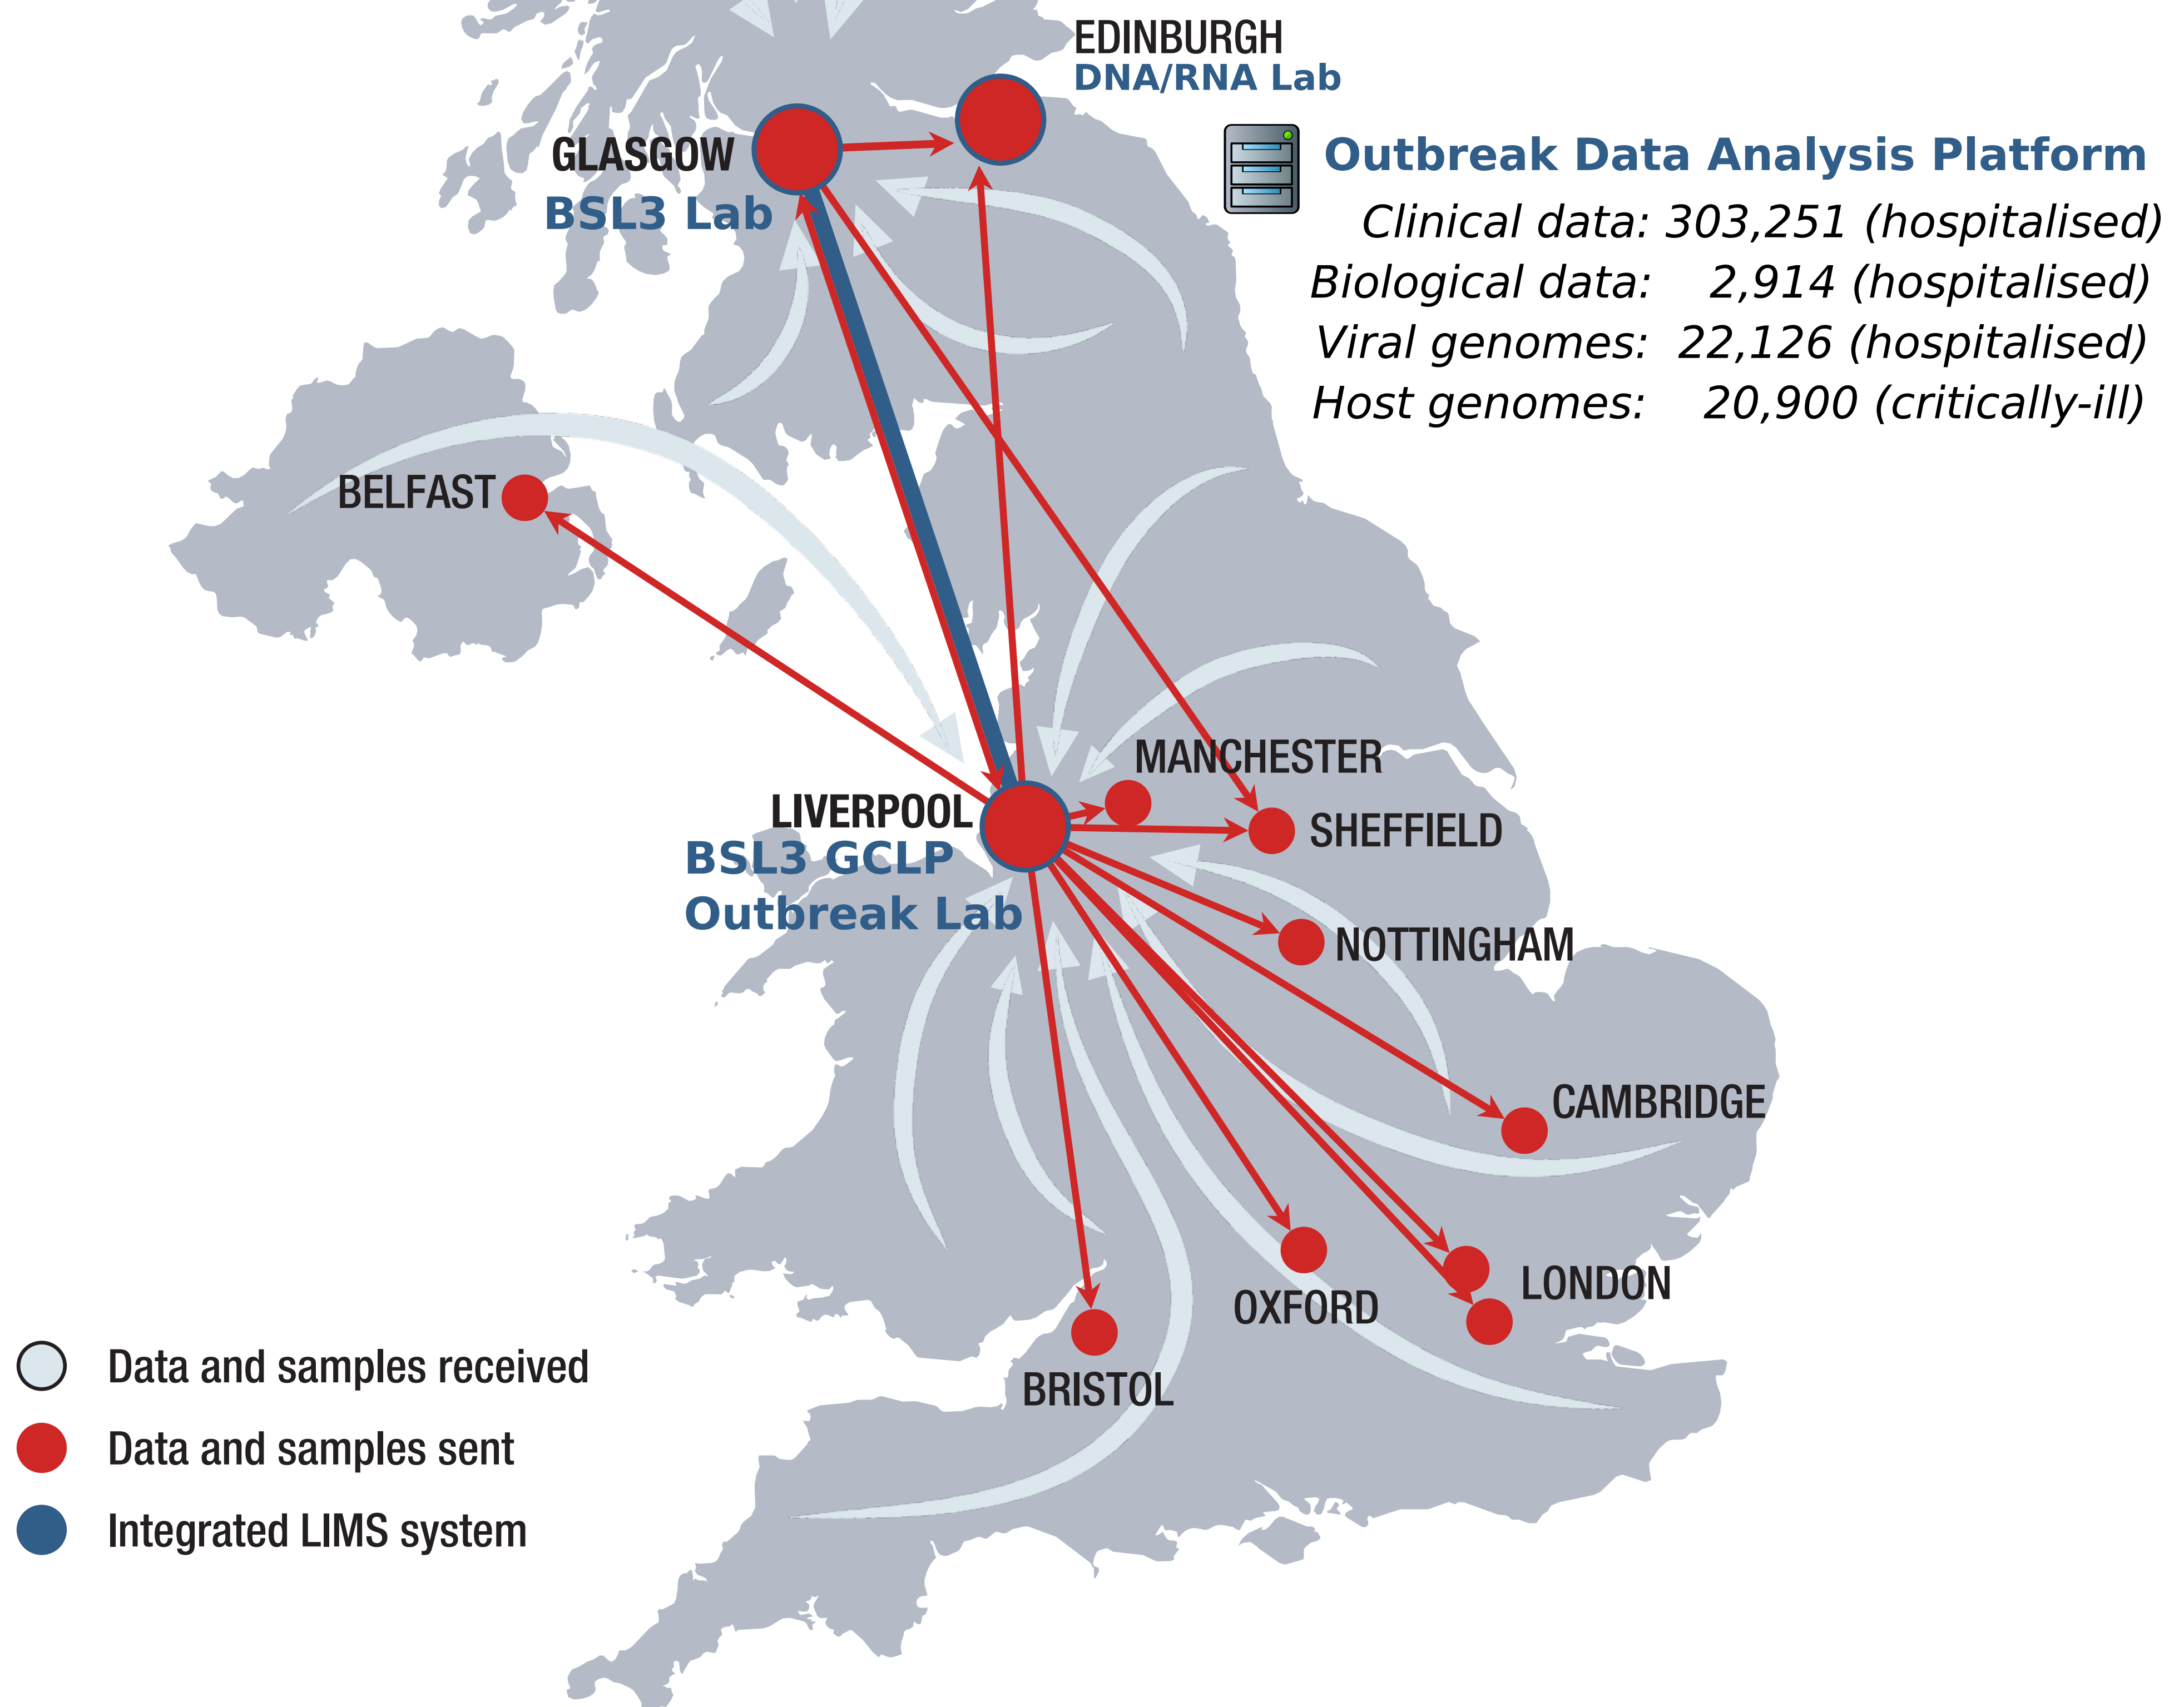 EDINBURGH
DNA/RNA Lab
GLASGOW
BSL3 Lab
Outbreak Data Analysis Platform
Clinical data: 303,251 (hospitalised)
Biological data: 2,914 (hospitalised)
Viral genomes: 22,126 (hospitalised)
Host genomes: 20,900 (critically-ill)
BELFAST
MANCHESTER
LIVERPOOL
BSL3 GCLP
Outbreak Lab
SHEFFIELD
NOTTINGHAM
CAMBRIDGE
LONDON
OXFORD
BRISTOL
Data and samples received
Data and samples sent
Integrated LIMS system